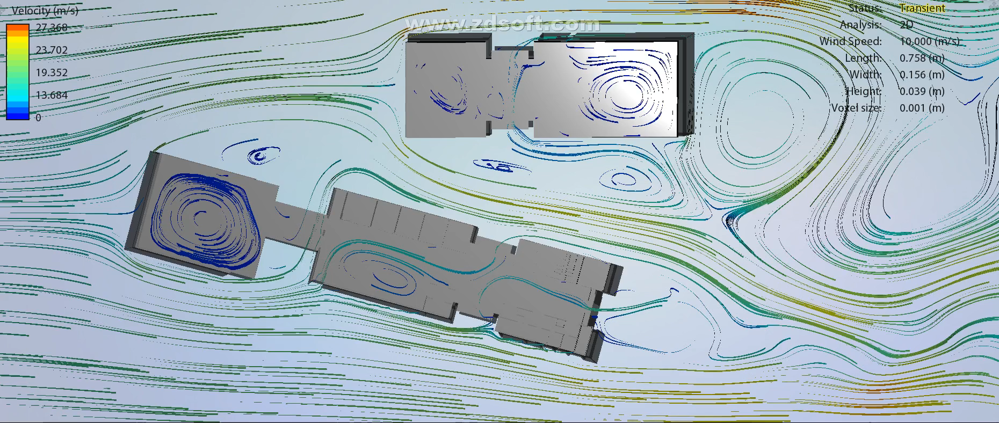 Velocity (m/s)
27.368
23.702
19.352
13.684
0
www.zdsoft.com
Status: Transient
Analysis: 2D
Wind Speed: 10.000 (m/s)
Length: 0.758 (m)
Width: 0.156 (m)
Height: 0.039 (m)
Voxel size: 0.001 (m)